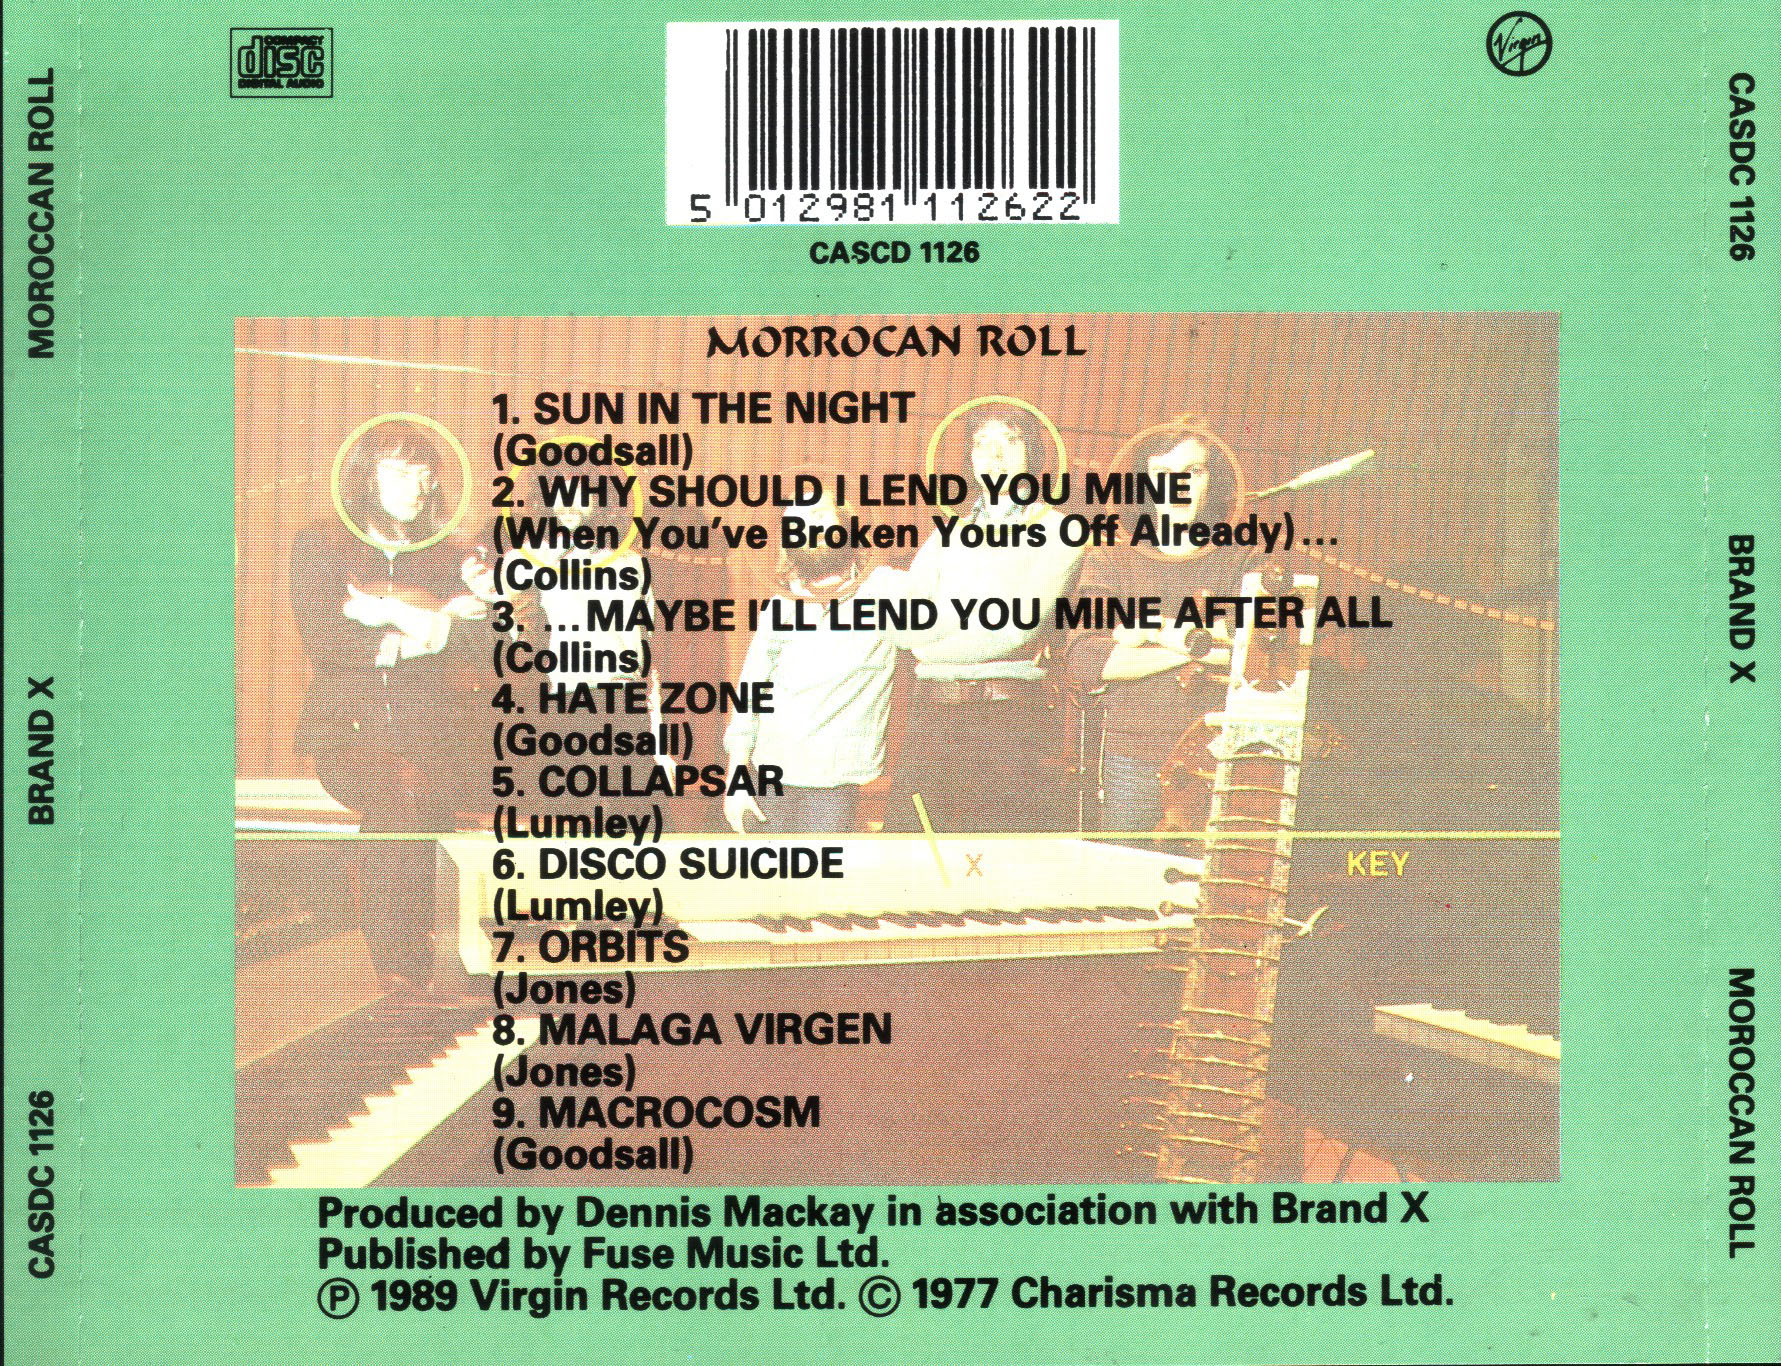 COMPACT
disc
DIGITAL AUDIO
Virgin
5 012981 112622
CASCD 1126
MORROCAN ROLL
1. SUN IN THE NIGHT
(Goodsall)
2. WHY SHOULD I LEND YOU MINE
(When You've Broken Yours Off Already)...
(Collins)
3. ...MAYBE I'LL LEND YOU MINE AFTER ALL
(Collins)
4. HATE ZONE
(Goodsall)
5. COLLAPSAR
(Lumley)
6. DISCO SUICIDE
(Lumley)
7. ORBITS
(Jones)
8. MALAGA VIRGEN
(Jones)
9. MACROCOSM
(Goodsall)
X
KEY
Produced by Dennis Mackay in association with Brand X
Published by Fuse Music Ltd.
Ⓟ 1989 Virgin Records Ltd. © 1977 Charisma Records Ltd.
CASDC 1126 BRAND X MOROCCAN ROLL
CASDC 1126 BRAND X MOROCCAN ROLL